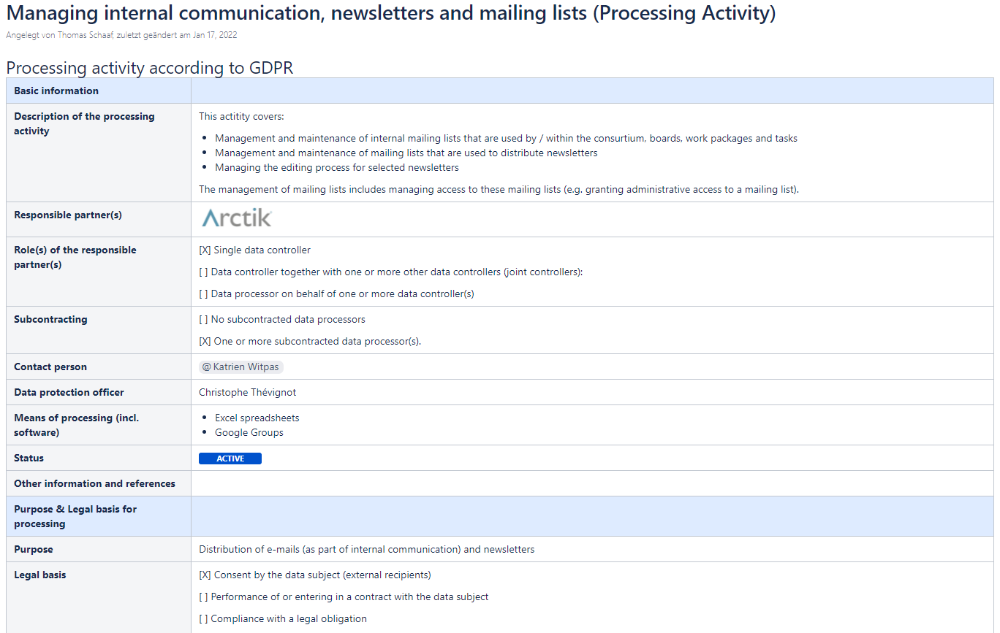 Managing internal communication, newsletters and mailing lists (Processing Activity)
Angelegt von Thomas Schaaf, zuletzt geändert am Jan 17, 2022
Processing activity according to GDPR
Basic information
Description of the processing
activity
This actitity covers:
• Management and maintenance of internal mailing lists that are used by / within the consurtium, boards, work packages and tasks
• Management and maintenance of mailing lists that are used to distribute newsletters
• Managing the editing process for selected newsletters
The management of mailing lists includes managing access to these mailing lists (e.g. granting administrative access to a mailing list).
Responsible partner(s)
Arctik
Role(s) of the responsible
partner(s)
[X] Single data controller
[ ] Data controller together with one or more other data controllers (joint controllers):
[ ] Data processor on behalf of one or more data controller(s)
Subcontracting
[ ] No subcontracted data processors
[X] One or more subcontracted data processor(s).
Contact person
@ Katrien Witpas
Data protection officer
Christophe Thévignot
Means of processing (incl.
software)
• Excel spreadsheets
• Google Groups
Status
ACTIVE
Other information and references
Purpose & Legal basis for
processing
Purpose
Distribution of e-mails (as part of internal communication) and newsletters
Legal basis
[X] Consent by the data subject (external recipients)
[ ] Performance of or entering in a contract with the data subject
[ ] Compliance with a legal obligation